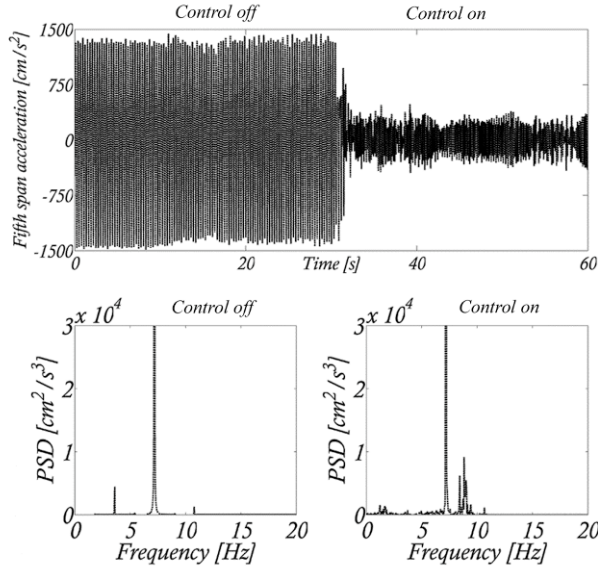 Control off Control on
Fifth span acceleration [cm/s²]
1500
750
0
-750
-1500
0 20 40 60
Time [s]
Control off Control on
3 x 10⁴ 3 x 10⁴
PSD [cm²/s³] PSD [cm²/s³]
2 2
1 1
0 0
0 5 10 15 20 0 5 10 15 20
Frequency [Hz] Frequency [Hz]